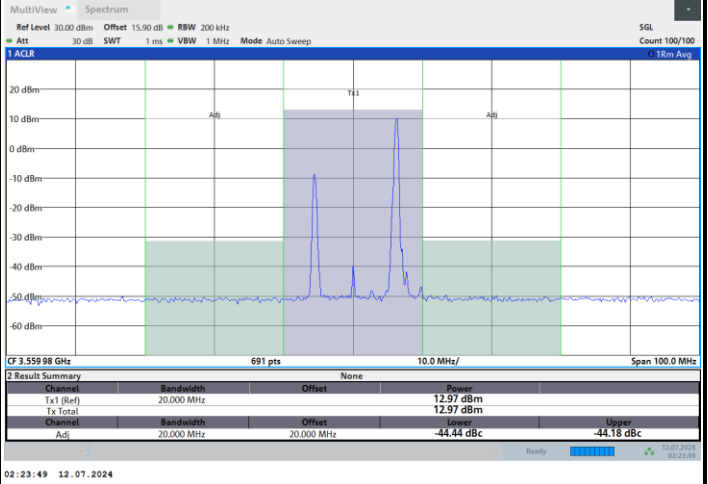 MultiView Spectrum
Ref Level 30.00 dBm Offset 15.90 dB RBW 200 kHz SGL
Att 30 dB SWT 1 ms VBW 1 MHz Mode Auto Sweep Count 100/100
1 ACLR 1Rm Avg
20 dBm
Tx1
Adj Adj
10 dBm
0 dBm
-10 dBm
-20 dBm
-30 dBm
-40 dBm
-50 dBm
-60 dBm
CF 3.559 98 GHz 691 pts 10.0 MHz/ Span 100.0 MHz
2 Result Summary None
Channel Bandwidth Offset Power
Tx1 (Ref) 20.000 MHz 12.97 dBm
Tx Total 12.97 dBm
Channel Bandwidth Offset Lower Upper
Adj 20.000 MHz 20.000 MHz -44.44 dBc -44.18 dBc
Ready 12.07.2024
02:23:49
02:23:49 12.07.2024